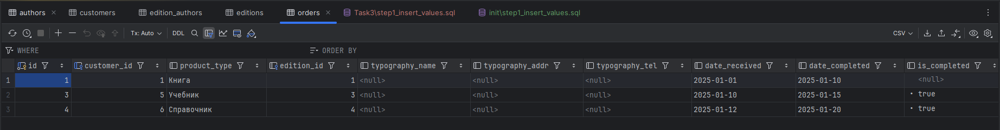 authors customers edition_authors editions orders Task3\step1_insert_values.sql init\step1_insert_values.sql
Tx: Auto DDL CSV
WHERE ORDER BY
id customer_id product_type edition_id typography_name typography_addr typography_tel date_received date_completed is_completed
1 1 1 Книга 1 <null> <null> <null> 2025-01-01 2025-01-10 <null>
2 3 5 Учебник 3 <null> <null> <null> 2025-01-10 2025-01-15 true
3 4 6 Справочник 4 <null> <null> <null> 2025-01-12 2025-01-20 true